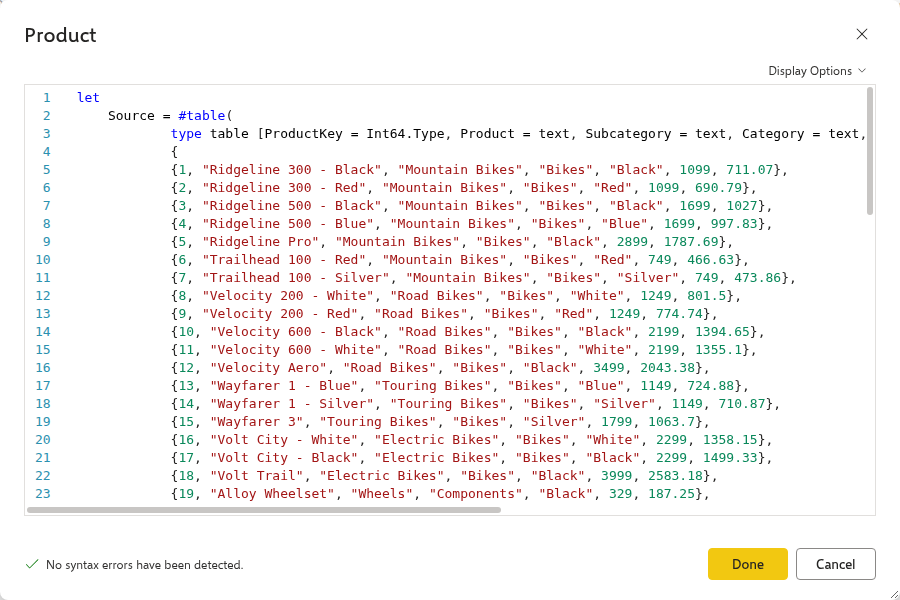 Product
Display Options
1 let
2 Source = #table(
3 type table [ProductKey = Int64.Type, Product = text, Subcategory = text, Category = text,
4 {
5 {1, "Ridgeline 300 - Black", "Mountain Bikes", "Bikes", "Black", 1099, 711.07},
6 {2, "Ridgeline 300 - Red", "Mountain Bikes", "Bikes", "Red", 1099, 690.79},
7 {3, "Ridgeline 500 - Black", "Mountain Bikes", "Bikes", "Black", 1699, 1027},
8 {4, "Ridgeline 500 - Blue", "Mountain Bikes", "Bikes", "Blue", 1699, 997.83},
9 {5, "Ridgeline Pro", "Mountain Bikes", "Bikes", "Black", 2899, 1787.69},
10 {6, "Trailhead 100 - Red", "Mountain Bikes", "Bikes", "Red", 749, 466.63},
11 {7, "Trailhead 100 - Silver", "Mountain Bikes", "Bikes", "Silver", 749, 473.86},
12 {8, "Velocity 200 - White", "Road Bikes", "Bikes", "White", 1249, 801.5},
13 {9, "Velocity 200 - Red", "Road Bikes", "Bikes", "Red", 1249, 774.74},
14 {10, "Velocity 600 - Black", "Road Bikes", "Bikes", "Black", 2199, 1394.65},
15 {11, "Velocity 600 - White", "Road Bikes", "Bikes", "White", 2199, 1355.1},
16 {12, "Velocity Aero", "Road Bikes", "Bikes", "Black", 3499, 2043.38},
17 {13, "Wayfarer 1 - Blue", "Touring Bikes", "Bikes", "Blue", 1149, 724.88},
18 {14, "Wayfarer 1 - Silver", "Touring Bikes", "Bikes", "Silver", 1149, 710.87},
19 {15, "Wayfarer 3", "Touring Bikes", "Bikes", "Silver", 1799, 1063.7},
20 {16, "Volt City - White", "Electric Bikes", "Bikes", "White", 2299, 1358.15},
21 {17, "Volt City - Black", "Electric Bikes", "Bikes", "Black", 2299, 1499.33},
22 {18, "Volt Trail", "Electric Bikes", "Bikes", "Black", 3999, 2583.18},
23 {19, "Alloy Wheelset", "Wheels", "Components", "Black", 329, 187.25},
No syntax errors have been detected.
Done
Cancel